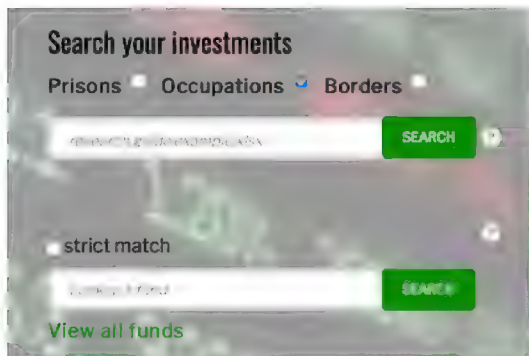 Search your investments
Prisons Occupations Borders
SEARCH
strict match
SEARCH
View all funds